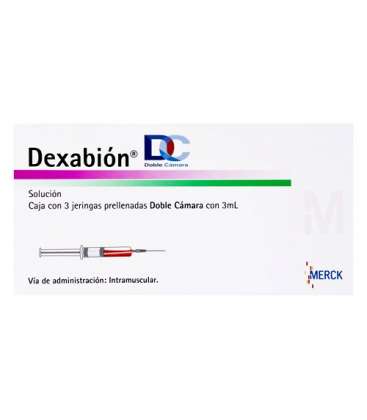 Dexabión® DC
Doble Cámara
Solución
Caja con 3 jeringas prellenadas Doble Cámara con 3mL
M
Vía de administración: Intramuscular.
MERCK